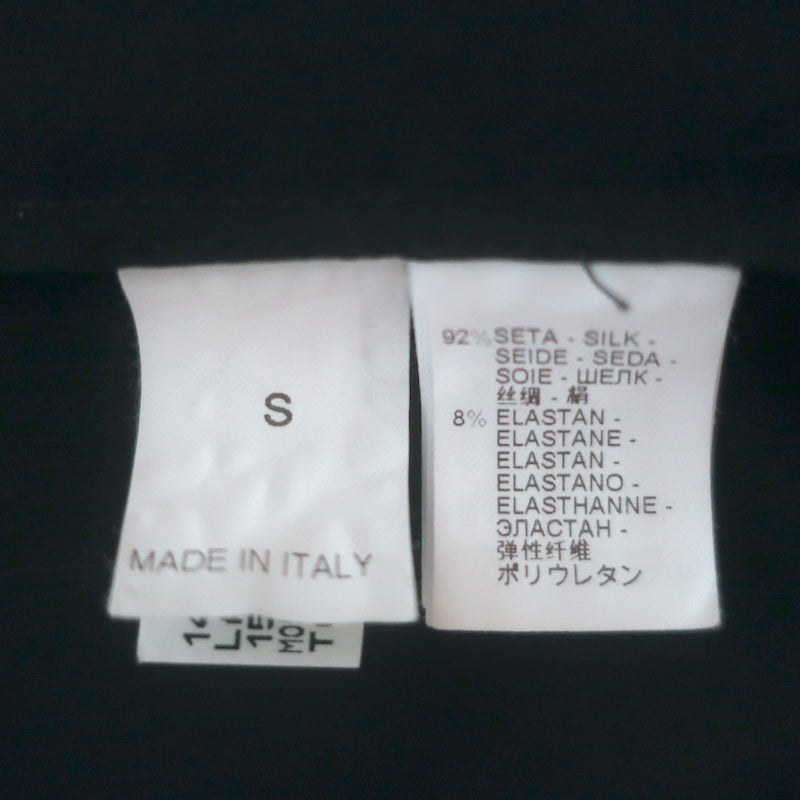 S
MADE IN ITALY
92% SETA - SILK -
SEIDE - SEDA -
SOIE - ШЕЛК -
丝绸 - 絹
8% ELASTAN -
ELASTANE -
ELASTAN -
ELASTANO -
ELASTHANNE -
ЭЛАСТАН -
弹性纤维
ポリウレタン